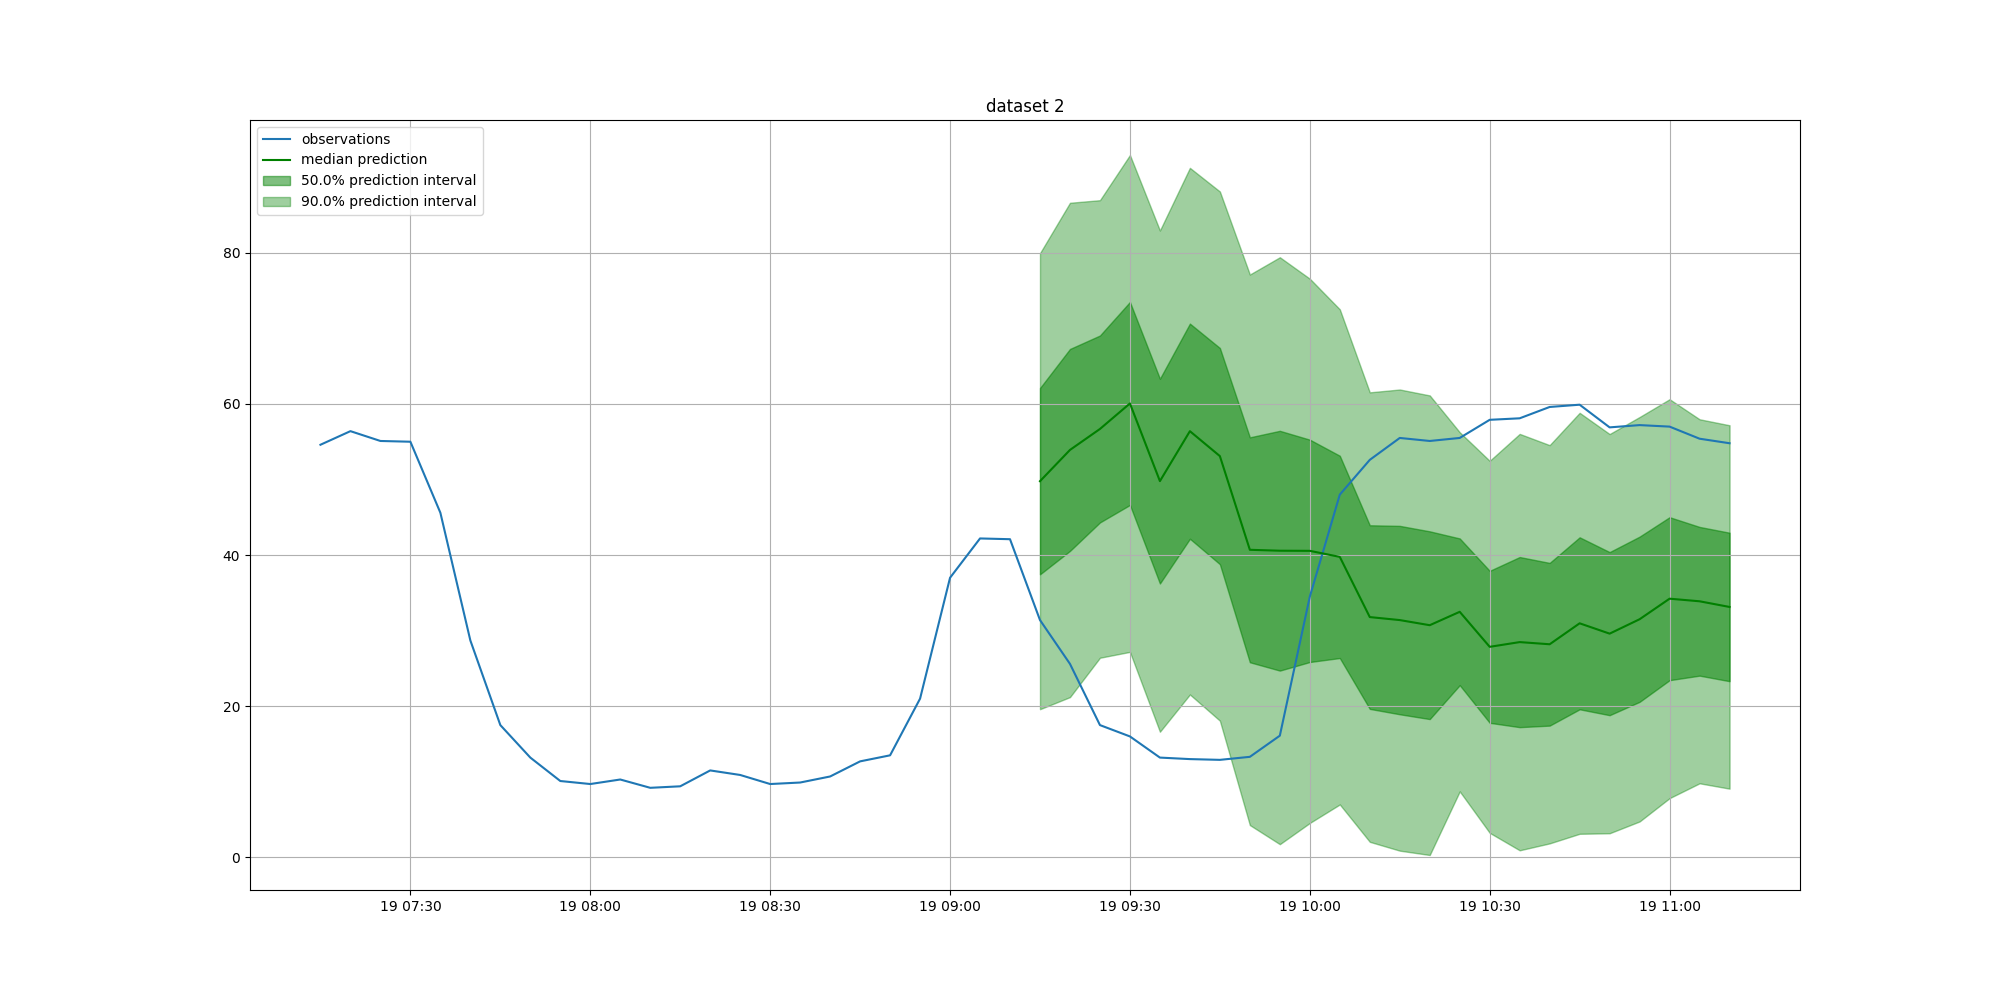 dataset 2
observations
median prediction
50.0% prediction interval
90.0% prediction interval
80
60
40
20
0
19 07:30 19 08:00 19 08:30 19 09:00 19 09:30 19 10:00 19 10:30 19 11:00